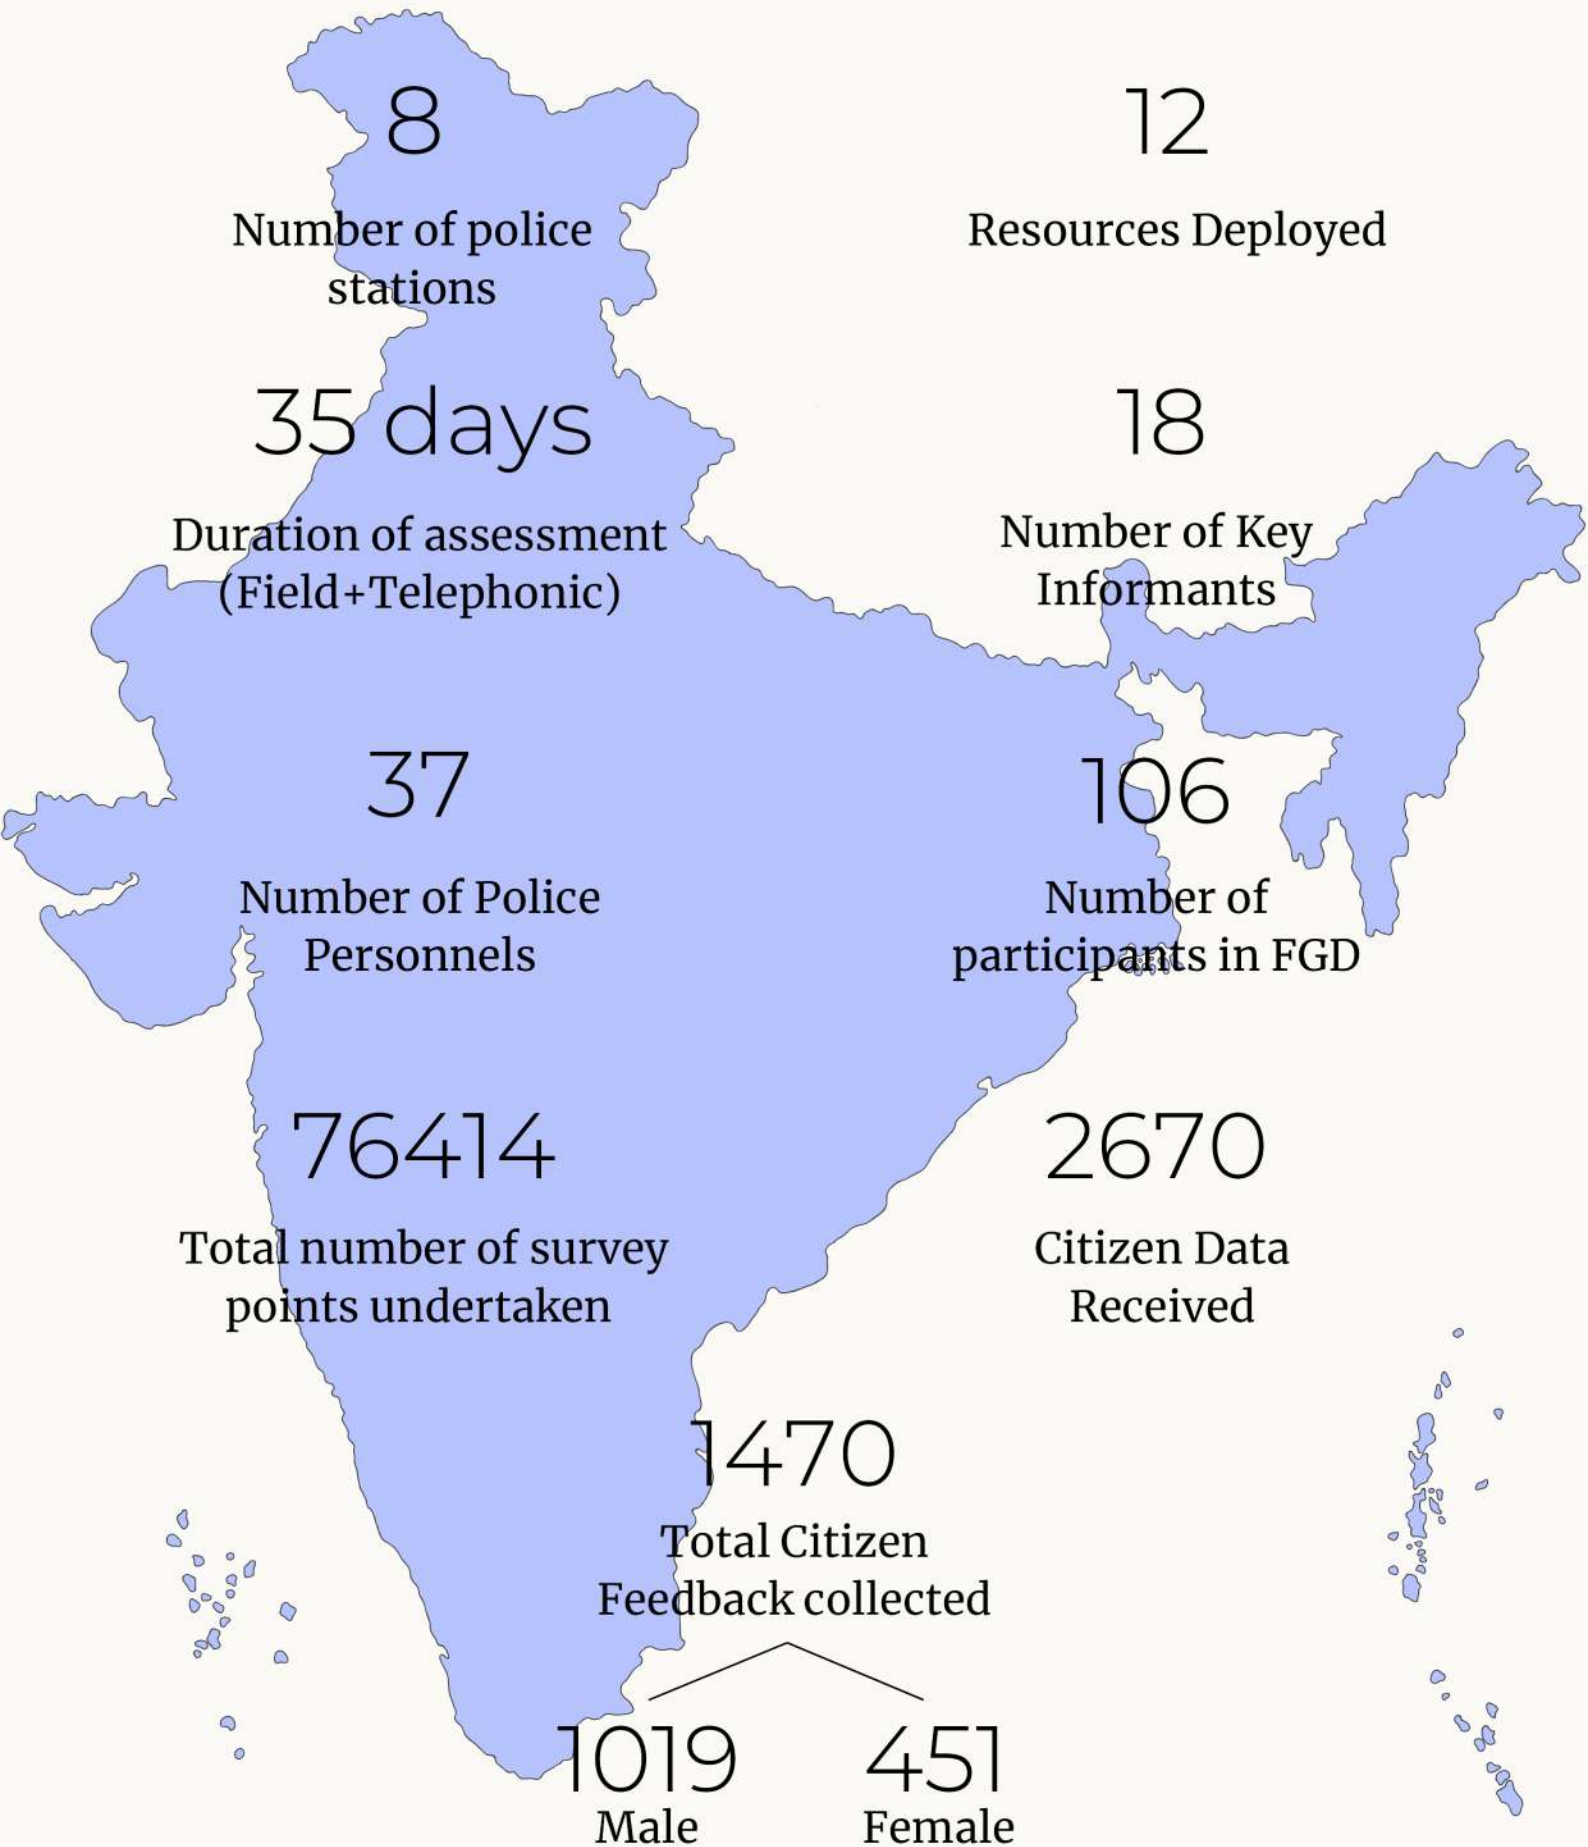 8
Number of police
stations
12
Resources Deployed
35 days
Duration of assessment
(Field+Telephonic)
18
Number of Key
Informants
37
Number of Police
Personnels
106
Number of
participants in FGD
76414
Total number of survey
points undertaken
2670
Citizen Data
Received
1470
Total Citizen
Feedback collected
1019
Male
451
Female